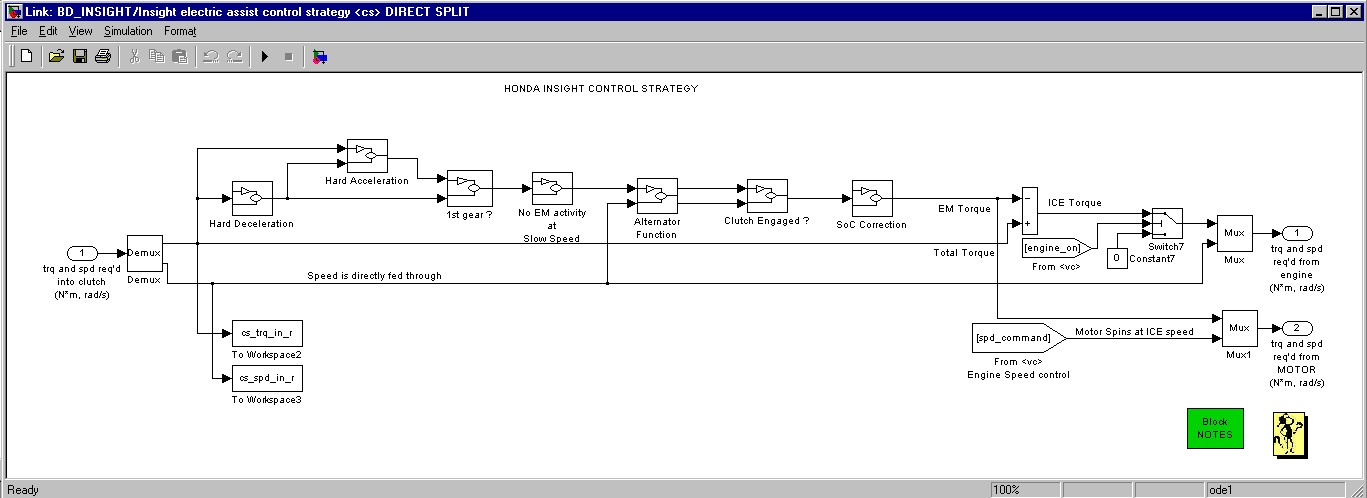 Link: BD_INSIGHT/Insight electric assist control strategy <cs> DIRECT SPLIT
File Edit View Simulation Format
HONDA INSIGHT CONTROL STRATEGY
Hard Acceleration
Hard Deceleration
1st gear ?
No EM activity
at
Slow Speed
Alternator
Function
Clutch Engaged ?
SoC Correction
EM Torque
−
+
ICE Torque
[engine_on]
From <vc>
0
Constant7
Switch7
Mux
Mux
1
trq and spd
req'd from
engine
(N*m, rad/s)
1
trq and spd req'd
into clutch
(N*m, rad/s)
Demux
Demux
Total Torque
Speed is directly fed through
cs_trq_in_r
To Workspace2
cs_spd_in_r
To Workspace3
[spd_command]
From <vc>
Engine Speed control
Motor Spins at ICE speed
Mux
Mux1
2
trq and spd
req'd from
MOTOR
(N*m, rad/s)
Block
NOTES
Ready
100%
ode1